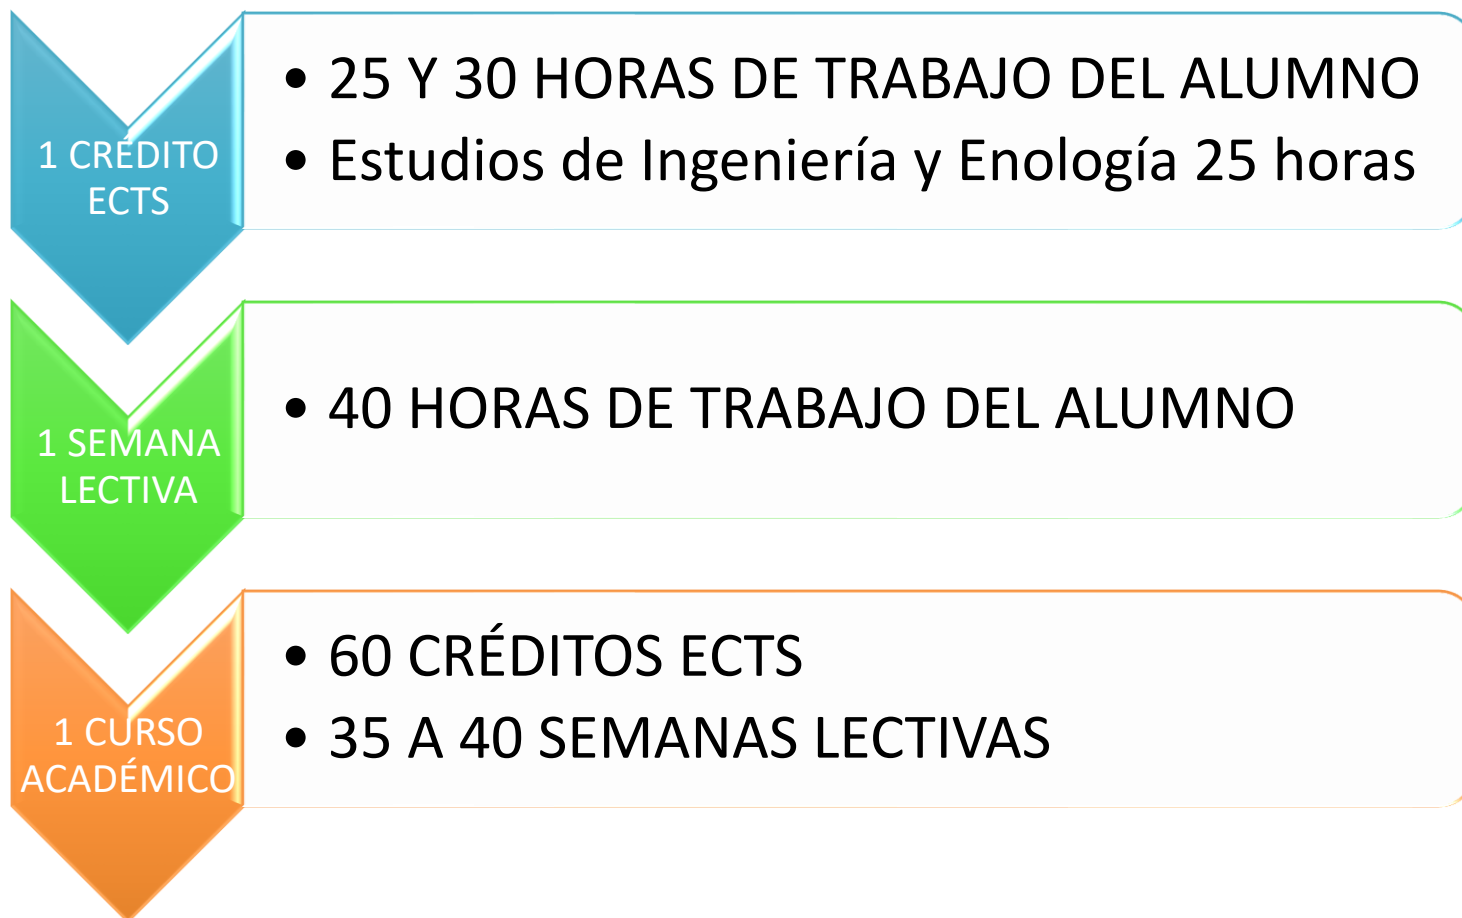 1 CRÉDITO
ECTS
• 25 Y 30 HORAS DE TRABAJO DEL ALUMNO
• Estudios de Ingeniería y Enología 25 horas
1 SEMANA
LECTIVA
• 40 HORAS DE TRABAJO DEL ALUMNO
1 CURSO
ACADÉMICO
• 60 CRÉDITOS ECTS
• 35 A 40 SEMANAS LECTIVAS